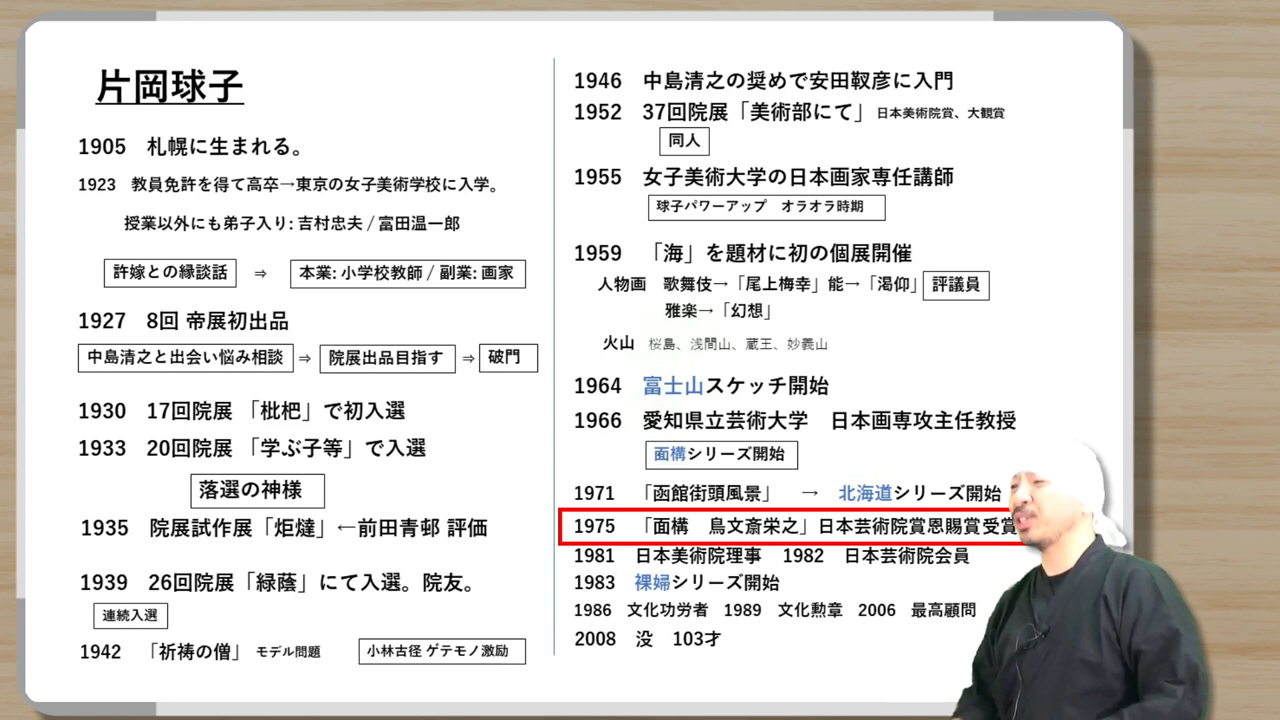 片岡球子
1905 札幌に生まれる。
1923 教員免許を得て高卒→東京の女子美術学校に入学。
授業以外にも弟子入り: 吉村忠夫 / 富田温一郎
許嫁との縁談話 ⇒ 本業: 小学校教師 / 副業: 画家
1927 8回 帝展初出品
中島清之と出会い悩み相談 ⇒ 院展出品目指す ⇒ 破門
1930 17回院展 「枇杷」で初入選
1933 20回院展 「学ぶ子等」で入選
落選の神様
1935 院展試作展「炬燵」←前田青邨 評価
1939 26回院展「緑蔭」にて入選。院友。
連続入選
1942 「祈祷の僧」 モデル問題 小林古径 ゲテモノ激励
1946 中島清之の奨めで安田靫彦に入門
1952 37回院展「美術部にて」 日本美術院賞、大観賞
同人
1955 女子美術大学の日本画家専任講師
球子パワーアップ オラオラ時期
1959 「海」を題材に初の個展開催
人物画 歌舞伎→「尾上梅幸」能→「渇仰」 評議員
雅楽→「幻想」
火山 桜島、浅間山、蔵王、妙義山
1964 富士山スケッチ開始
1966 愛知県立芸術大学 日本画専攻主任教授
面構シリーズ開始
1971 「函館街頭風景」 → 北海道シリーズ開始
1975 「面構 鳥文斎栄之」日本芸術院賞恩賜賞受賞
1981 日本美術院理事 1982 日本芸術院会員
1983 裸婦シリーズ開始
1986 文化功労者 1989 文化勲章 2006 最高顧問
2008 没 103才